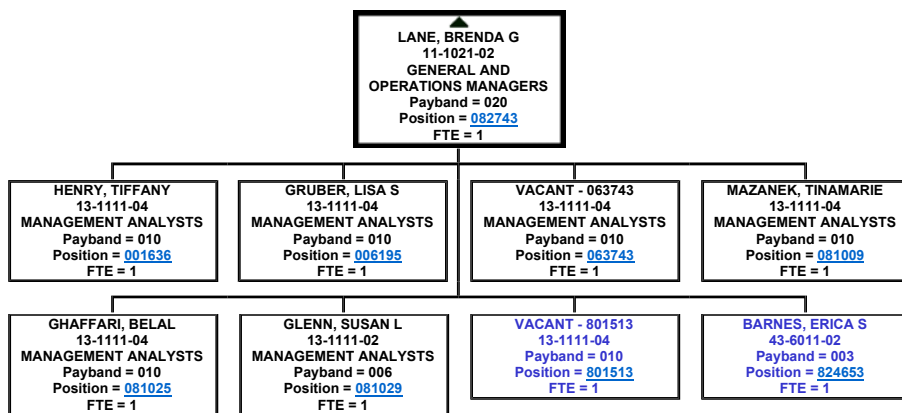 LANE, BRENDA G
11-1021-02
GENERAL AND
OPERATIONS MANAGERS
Payband = 020
Position = 082743
FTE = 1
HENRY, TIFFANY
13-1111-04
MANAGEMENT ANALYSTS
Payband = 010
Position = 001636
FTE = 1
GRUBER, LISA S
13-1111-04
MANAGEMENT ANALYSTS
Payband = 010
Position = 006195
FTE = 1
VACANT - 063743
13-1111-04
MANAGEMENT ANALYSTS
Payband = 010
Position = 063743
FTE = 1
MAZANEK, TINAMARIE
13-1111-04
MANAGEMENT ANALYSTS
Payband = 010
Position = 081009
FTE = 1
GHAFFARI, BELAL
13-1111-04
MANAGEMENT ANALYSTS
Payband = 010
Position = 081025
FTE = 1
GLENN, SUSAN L
13-1111-02
MANAGEMENT ANALYSTS
Payband = 006
Position = 081029
FTE = 1
VACANT - 801513
13-1111-04
Payband = 010
Position = 801513
FTE = 1
BARNES, ERICA S
43-6011-02
Payband = 003
Position = 824653
FTE = 1